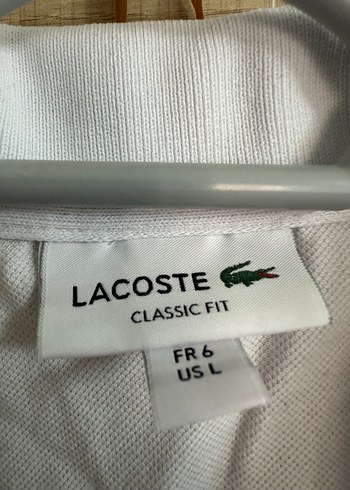 LACOSTE
CLASSIC FIT
FR 6
US L